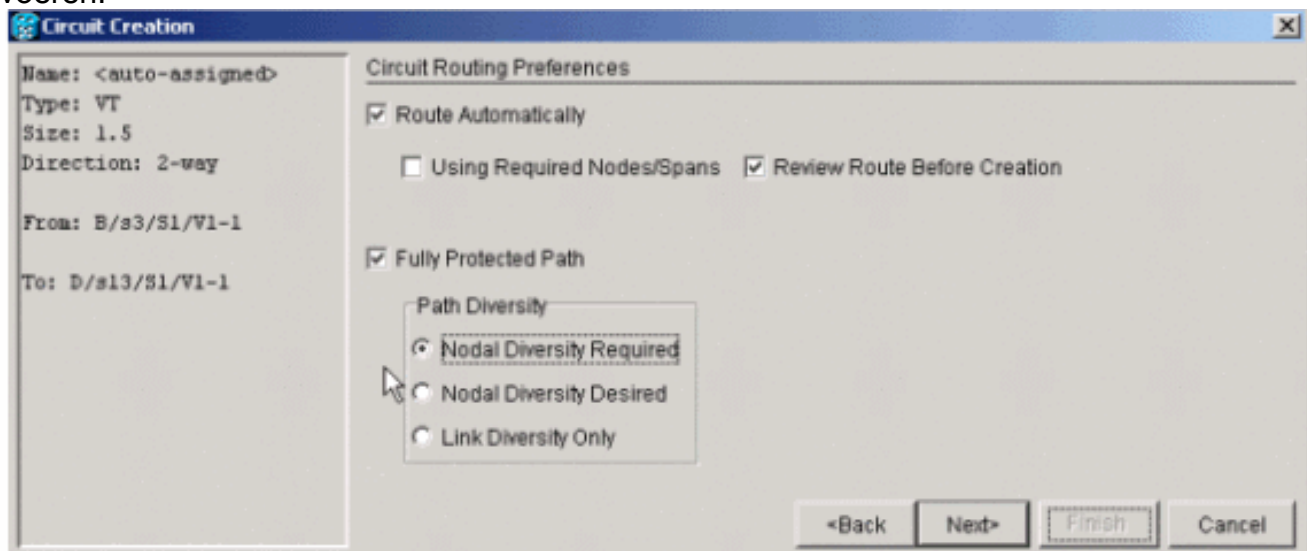 Circuit Creation
Name: <auto-assigned>
Type: VT
Size: 1.5
Direction: 2-way
From: B/s3/S1/V1-1
To: D/s13/S1/V1-1
Circuit Routing Preferences
Route Automatically
Using Required Nodes/Spans Review Route Before Creation
Fully Protected Path
Path Diversity
Nodal Diversity Required
Nodal Diversity Desired
Link Diversity Only
<Back Next> Finish Cancel